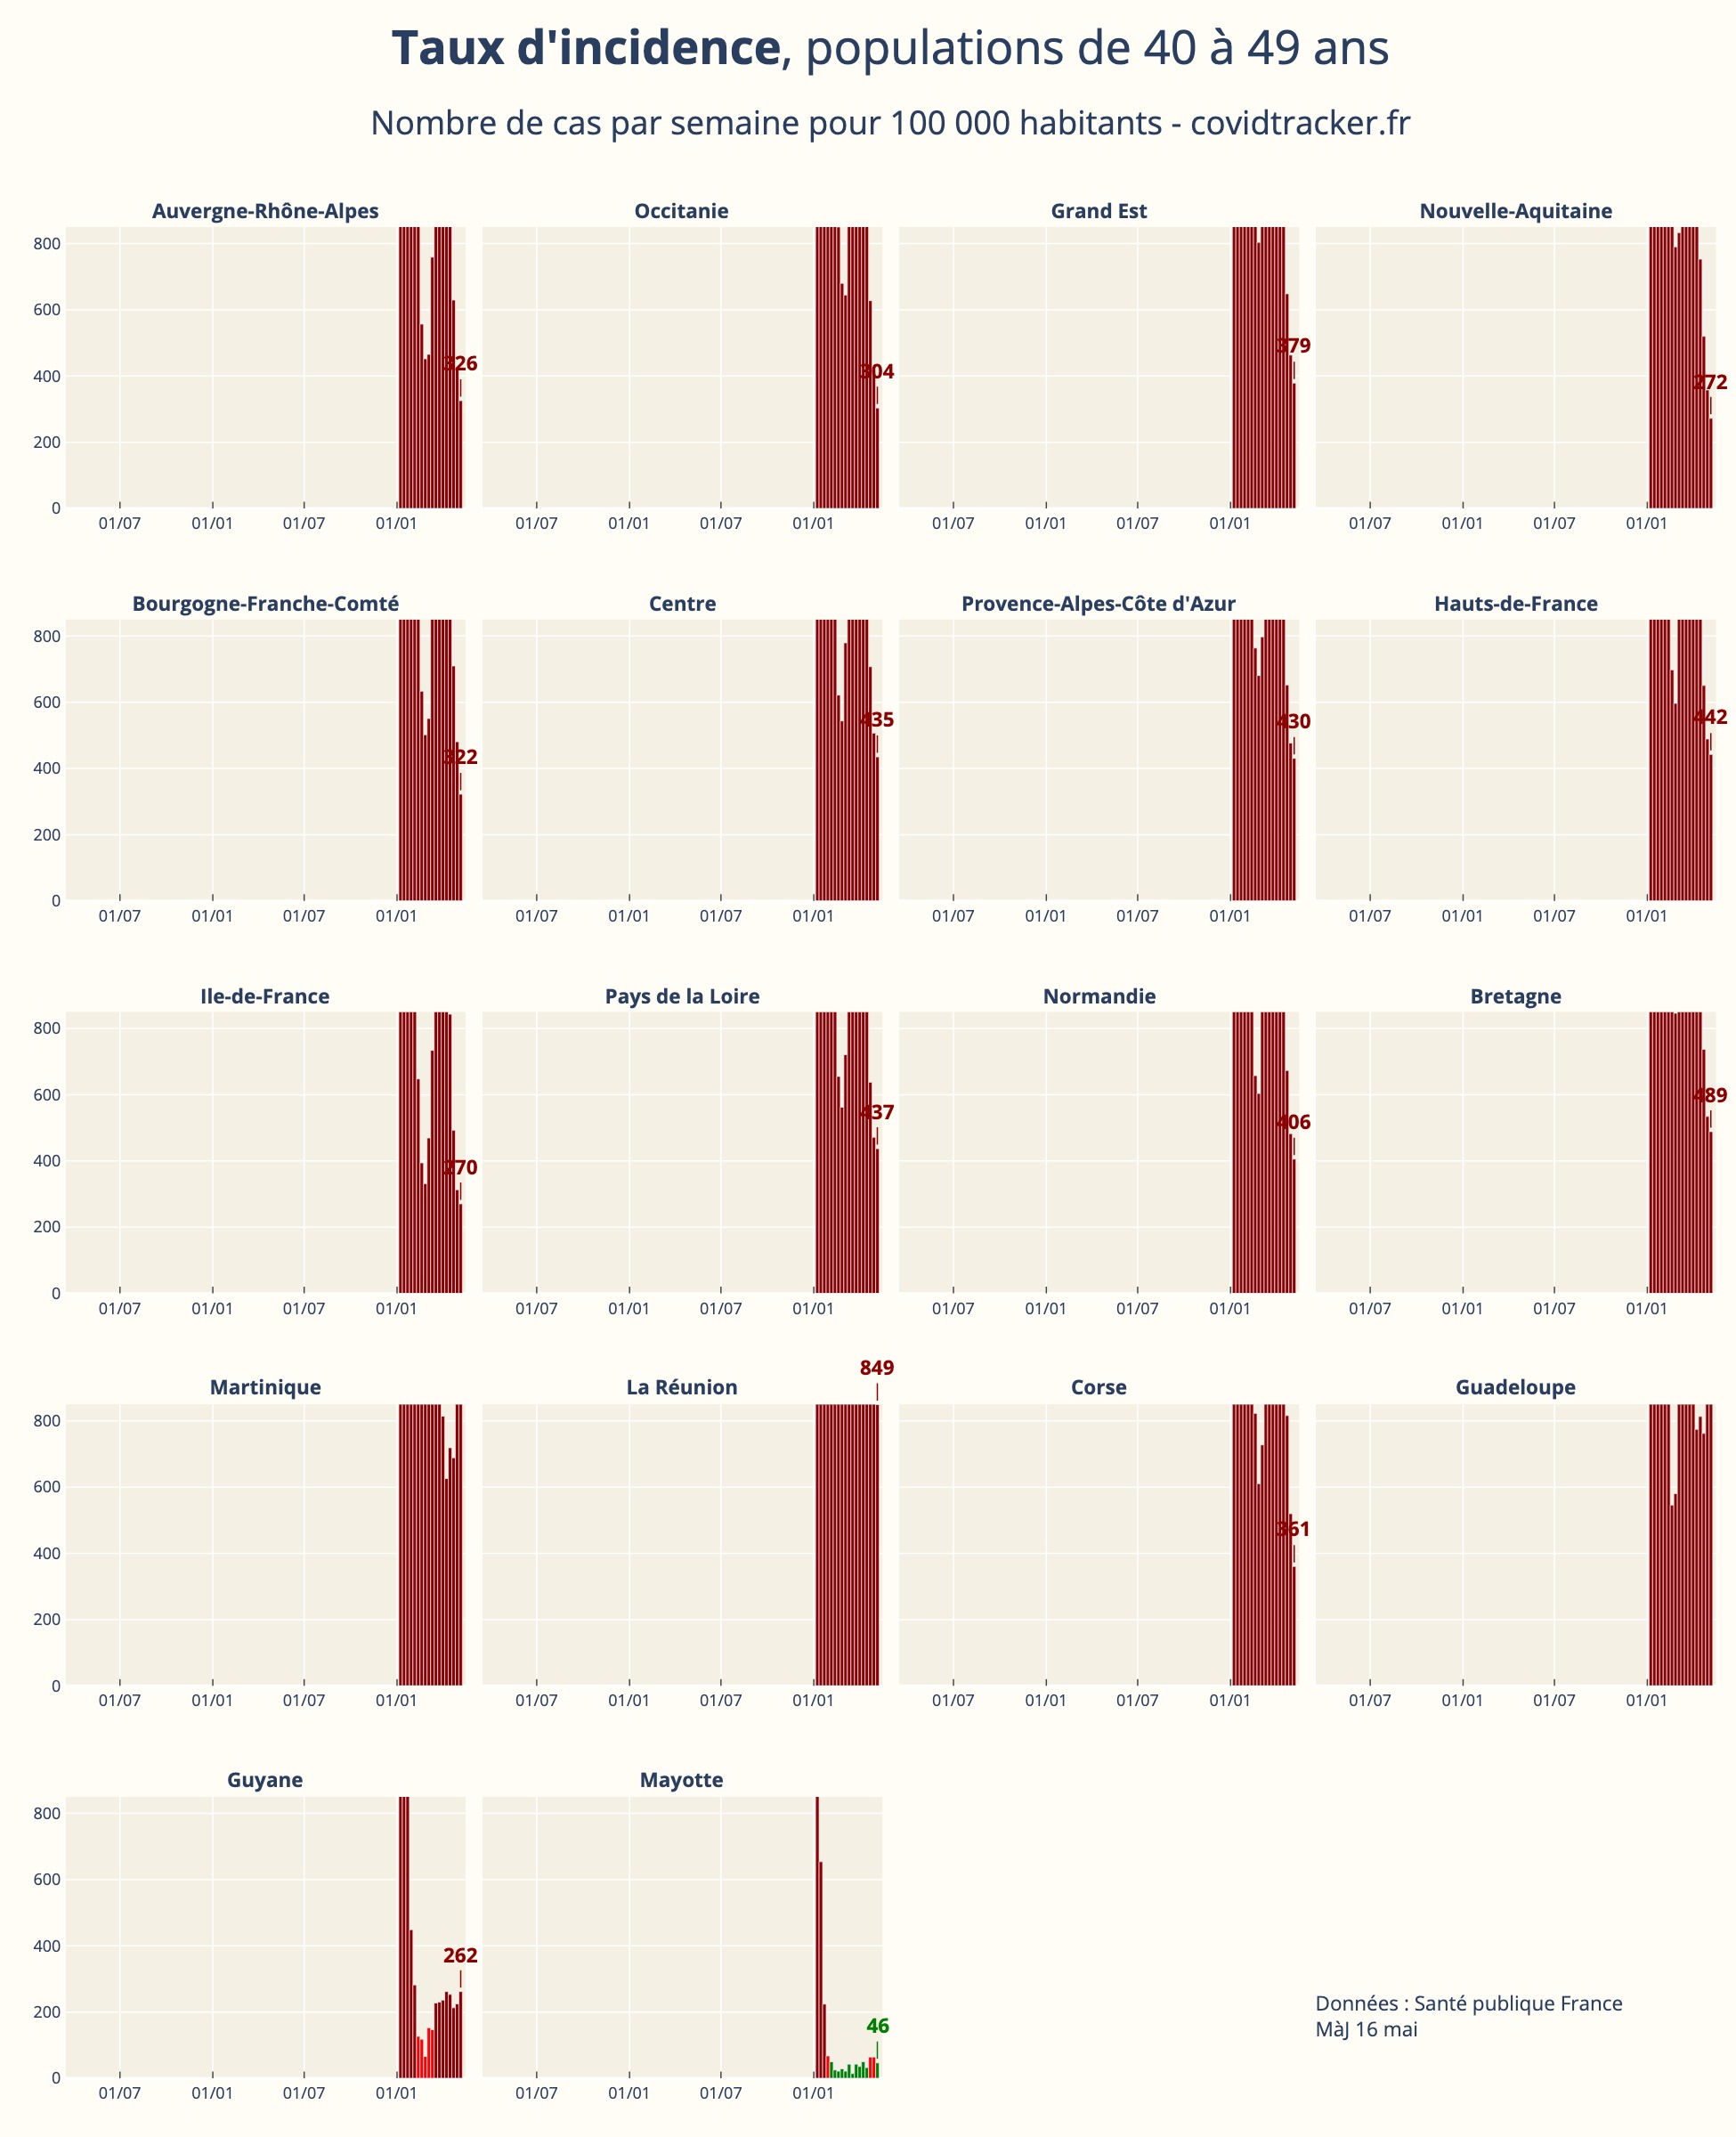 Taux d'incidence, populations de 40 à 49 ans
Nombre de cas par semaine pour 100 000 habitants - covidtracker.fr
Auvergne-Rhône-Alpes
Occitanie
Grand Est
Nouvelle-Aquitaine
800
600
400
200
0
326
304
379
272
01/07 01/01 01/07 01/01
01/07 01/01 01/07 01/01
01/07 01/01 01/07 01/01
01/07 01/01 01/07 01/01
Bourgogne-Franche-Comté
Centre
Provence-Alpes-Côte d'Azur
Hauts-de-France
800
600
400
200
0
322
435
430
442
01/07 01/01 01/07 01/01
01/07 01/01 01/07 01/01
01/07 01/01 01/07 01/01
01/07 01/01 01/07 01/01
Ile-de-France
Pays de la Loire
Normandie
Bretagne
800
600
400
200
0
270
437
406
489
01/07 01/01 01/07 01/01
01/07 01/01 01/07 01/01
01/07 01/01 01/07 01/01
01/07 01/01 01/07 01/01
Martinique
La Réunion
Corse
Guadeloupe
800
600
400
200
0
849
361
01/07 01/01 01/07 01/01
01/07 01/01 01/07 01/01
01/07 01/01 01/07 01/01
01/07 01/01 01/07 01/01
Guyane
Mayotte
800
600
400
200
0
262
46
01/07 01/01 01/07 01/01
01/07 01/01 01/07 01/01
Données : Santé publique France
MàJ 16 mai